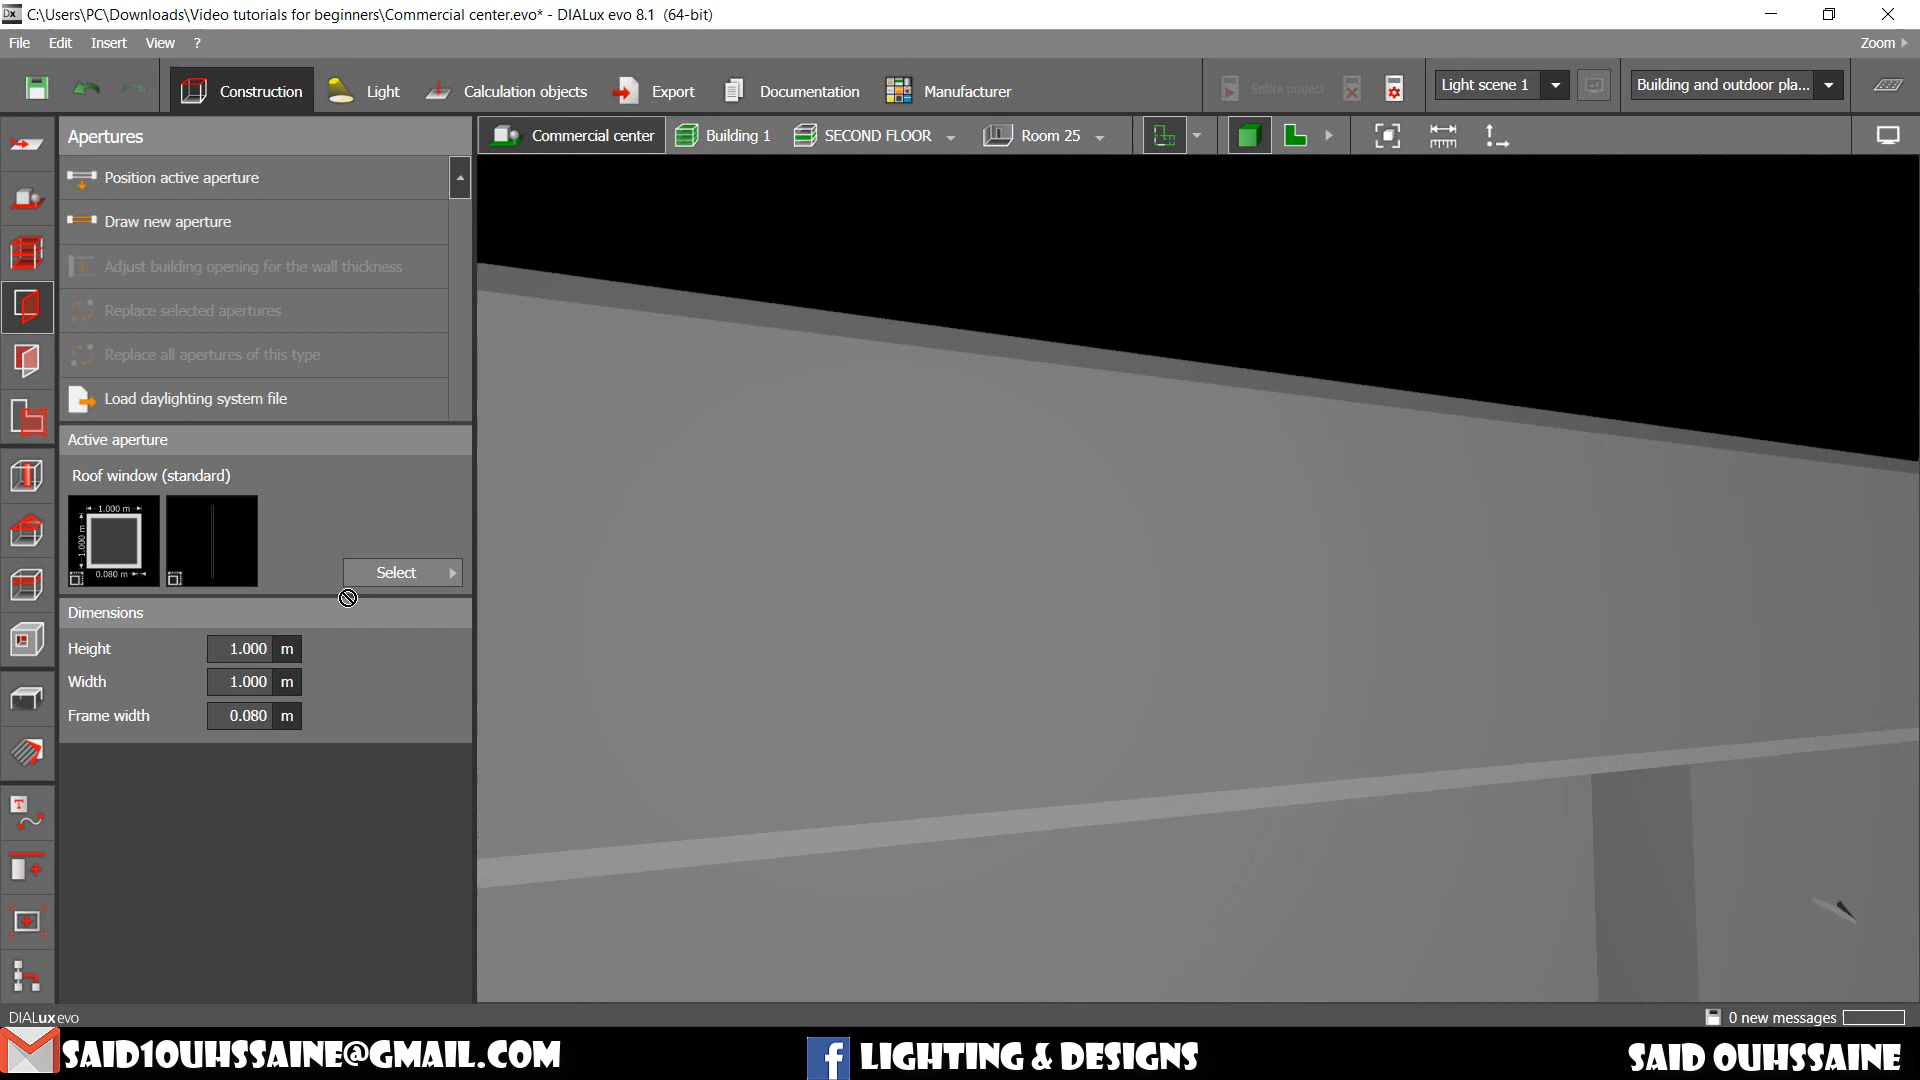 C:\Users\PC\Downloads\Video tutorials for beginners\Commercial center.evo* - DIALux evo 8.1 (64-bit)
File Edit Insert View ? Zoom
Construction Light Calculation objects Export Documentation Manufacturer Entire project Light scene 1 Building and outdoor pla...
Apertures
Commercial center Building 1 SECOND FLOOR Room 25
Position active aperture
Draw new aperture
Adjust building opening for the wall thickness
Replace selected apertures
Replace all apertures of this type
Load daylighting system file
Active aperture
Roof window (standard)
1.000 m
1.000 m
0.080 m
Select
Dimensions
Height 1.000 m
Width 1.000 m
Frame width 0.080 m
DIALux evo
0 new messages
SAID1OUHSSAINE@GMAIL.COM
LIGHTING & DESIGNS
SAID OUHSSAINE